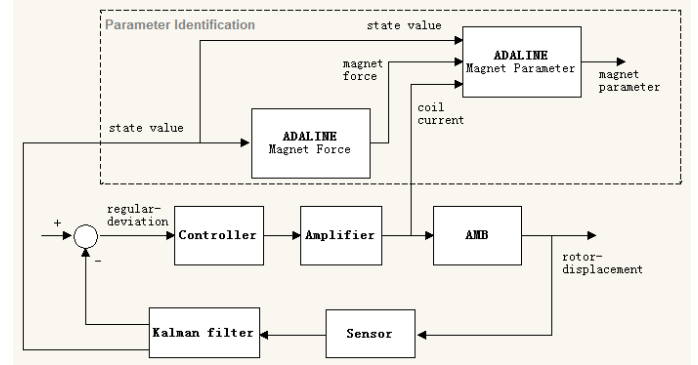 Parameter Identification
state value
magnet
force
ADALINE
Magnet Parameter
magnet
parameter
coil
current
state value
ADALINE
Magnet Force
+
regular-
deviation
-
Controller
Amplifier
AMB
rotor-
displacement
Kalman filter
Sensor